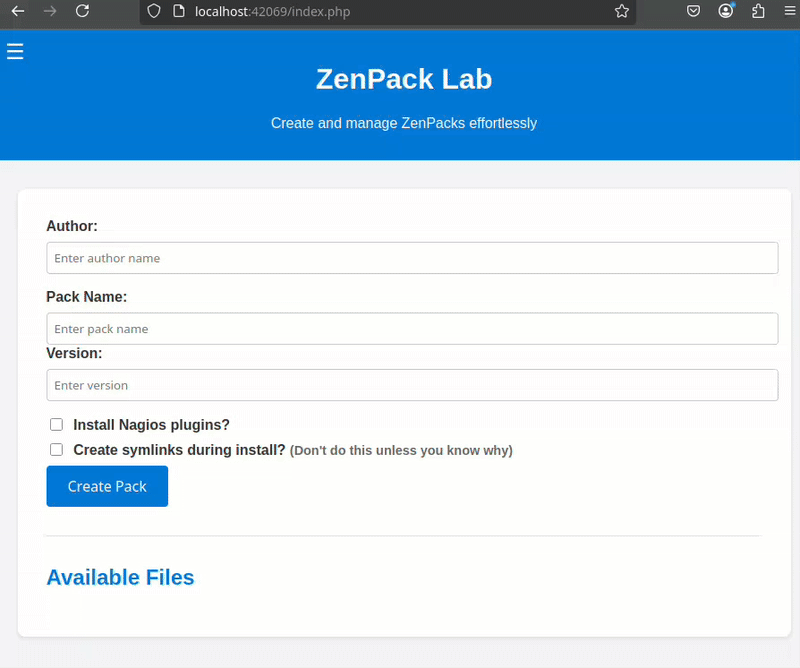 localhost:42069/index.php
ZenPack Lab
Create and manage ZenPacks effortlessly
Author:
Enter author name
Pack Name:
Enter pack name
Version:
Enter version
Install Nagios plugins?
Create symlinks during install? (Don't do this unless you know why)
Create Pack
Available Files